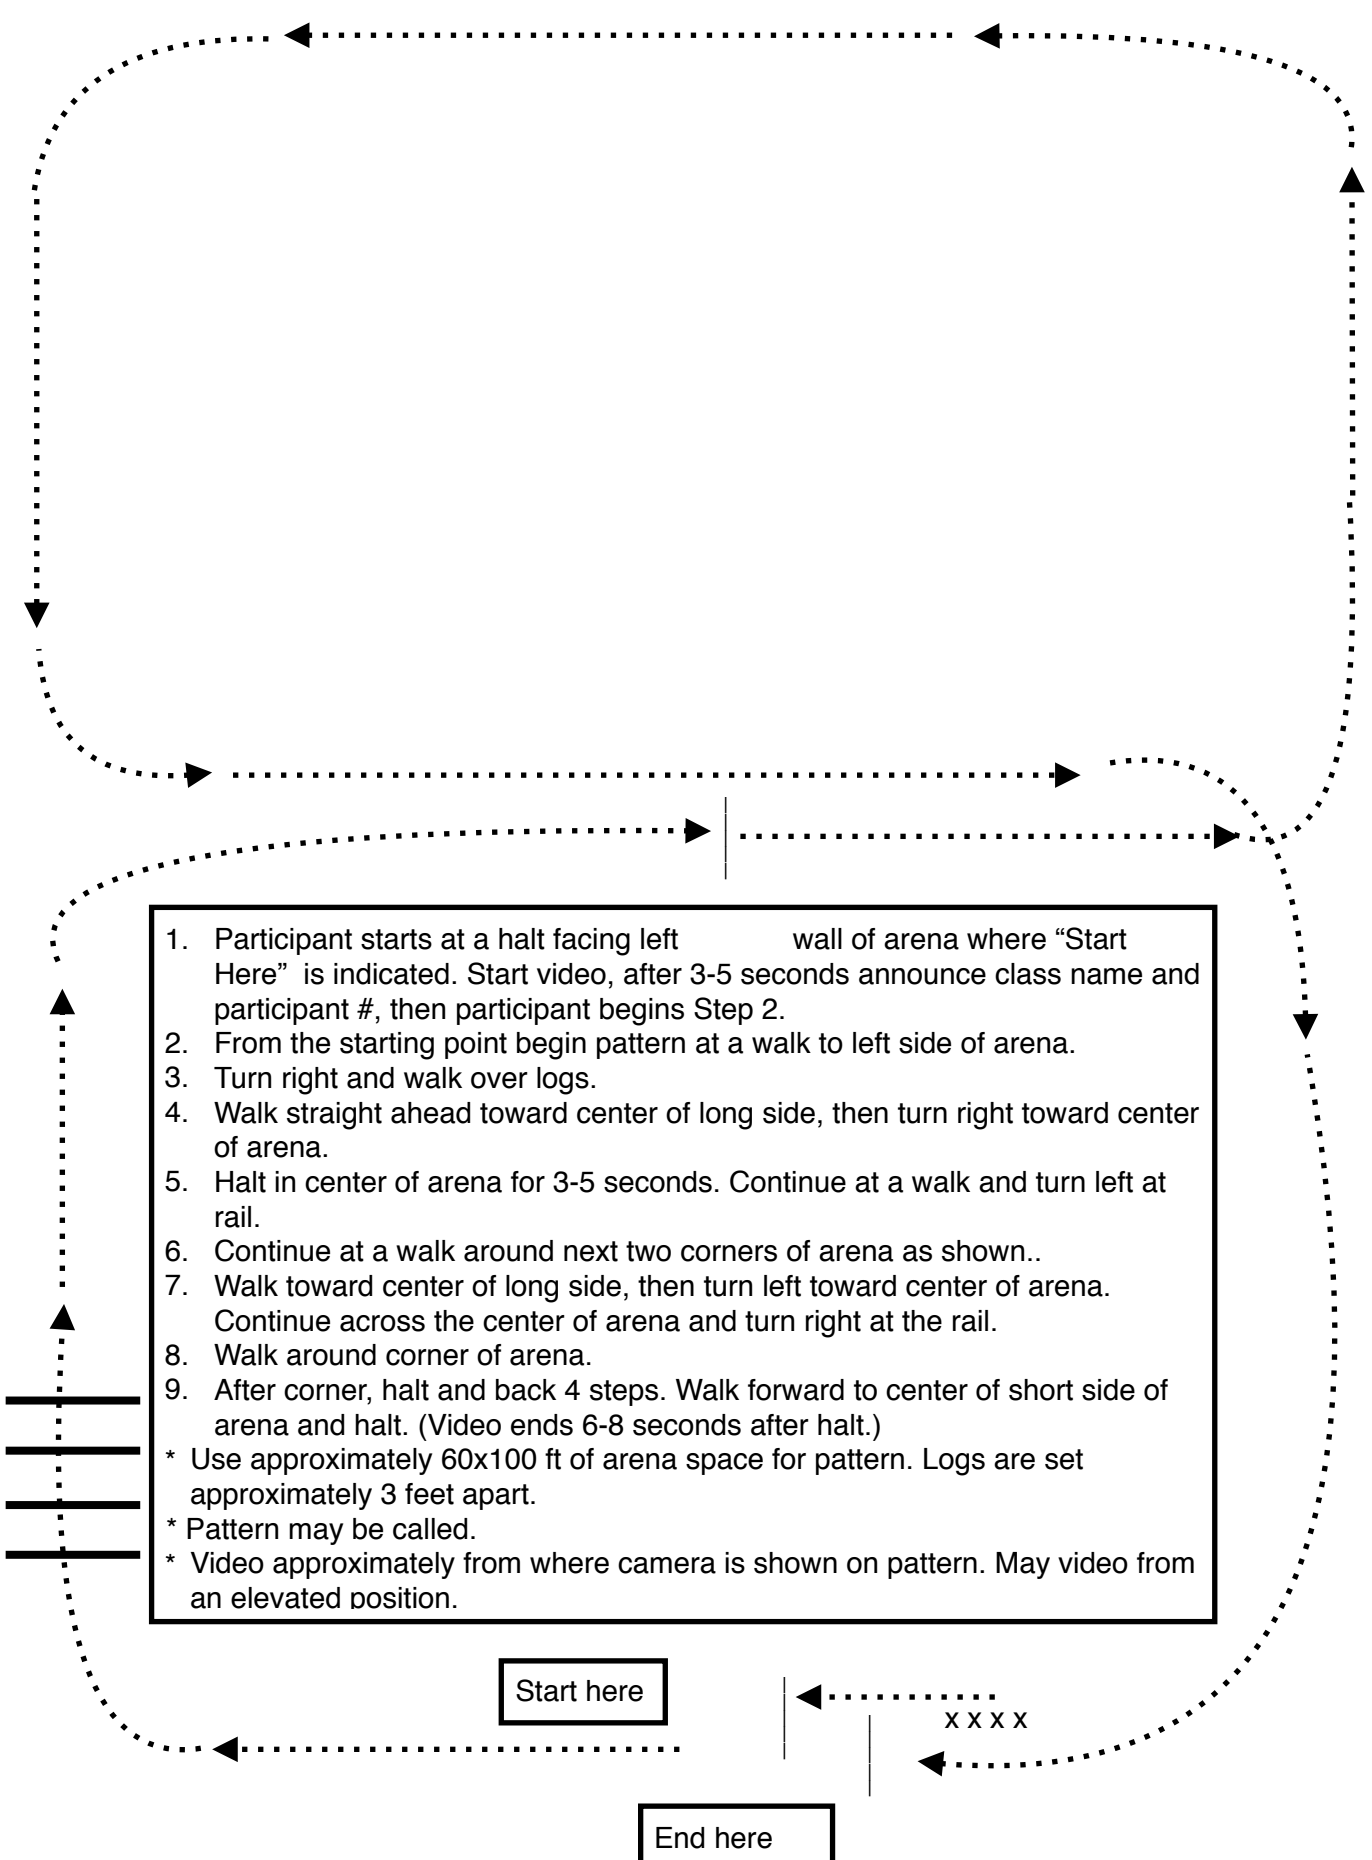 1. Participant starts at a halt facing left wall of arena where “Start
Here” is indicated. Start video, after 3-5 seconds announce class name and
participant #, then participant begins Step 2.
2. From the starting point begin pattern at a walk to left side of arena.
3. Turn right and walk over logs.
4. Walk straight ahead toward center of long side, then turn right toward center
of arena.
5. Halt in center of arena for 3-5 seconds. Continue at a walk and turn left at
rail.
6. Continue at a walk around next two corners of arena as shown..
7. Walk toward center of long side, then turn left toward center of arena.
Continue across the center of arena and turn right at the rail.
8. Walk around corner of arena.
9. After corner, halt and back 4 steps. Walk forward to center of short side of
arena and halt. (Video ends 6-8 seconds after halt.)
* Use approximately 60x100 ft of arena space for pattern. Logs are set
approximately 3 feet apart.
* Pattern may be called.
* Video approximately from where camera is shown on pattern. May video from
an elevated position.
Start here
x x x x
End here